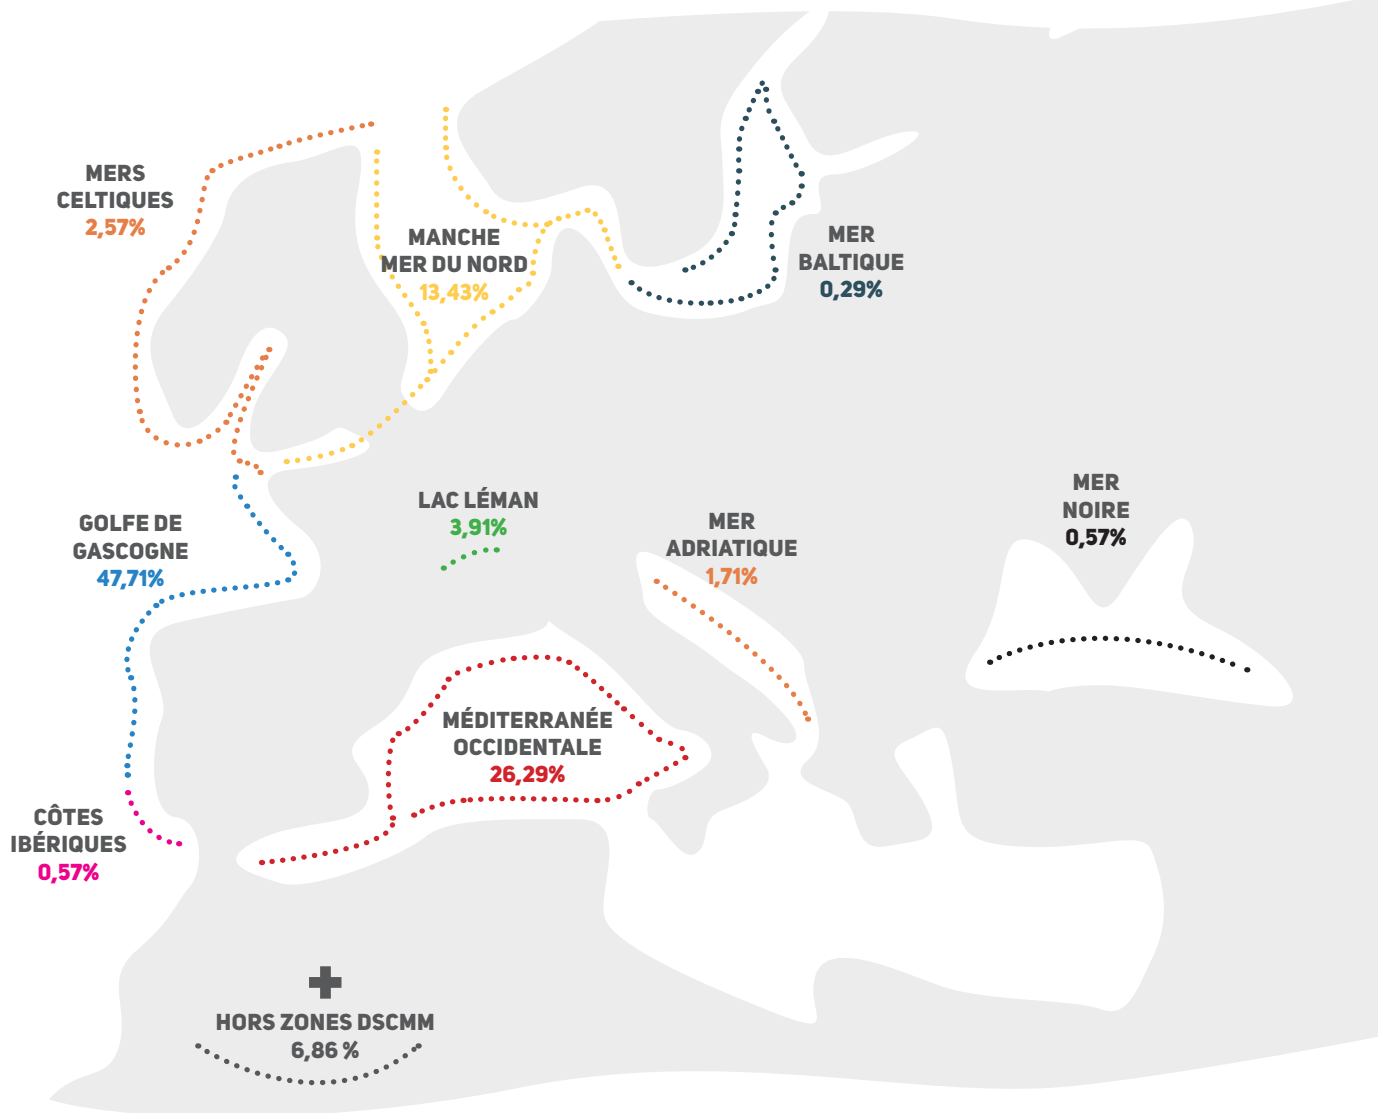 MERS
CELTIQUES
2,57%
MANCHE
MER DU NORD
13,43%
MER
BALTIQUE
0,29%
GOLFE DE
GASCOGNE
47,71%
LAC LÉMAN
3,91%
MER
ADRIATIQUE
1,71%
MER
NOIRE
0,57%
MÉDITERRANÉE
OCCIDENTALE
26,29%
CÔTES
IBÉRIQUES
0,57%
HORS ZONES DSCMM
6,86 %